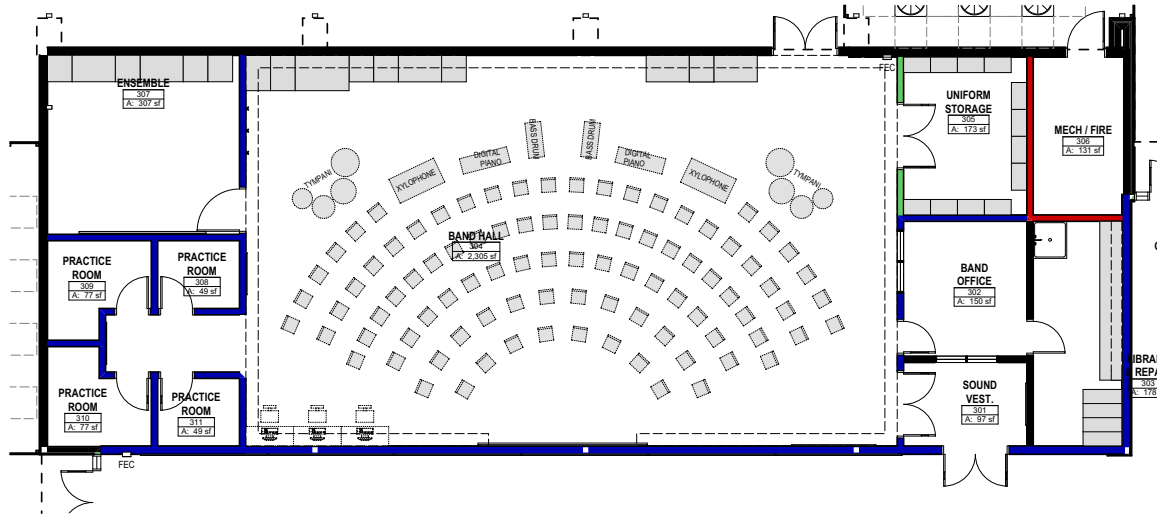 FEC
ENSEMBLE
307
A: 307 sf
UNIFORM
STORAGE
305
A: 173 sf
MECH / FIRE
306
A: 131 sf
BASS DRUM
BASS DRUM
DIGITAL
PIANO
DIGITAL
PIANO
TYMPANI
XYLOPHONE
XYLOPHONE
TYMPANI
BAND HALL
304
A: 2,305 sf
PRACTICE
ROOM
309
A: 77 sf
PRACTICE
ROOM
308
A: 49 sf
BAND
OFFICE
302
A: 150 sf
PRACTICE
ROOM
310
A: 77 sf
PRACTICE
ROOM
311
A: 49 sf
SOUND
VEST.
301
A: 97 sf
IBRA
REPA
303
178
FEC